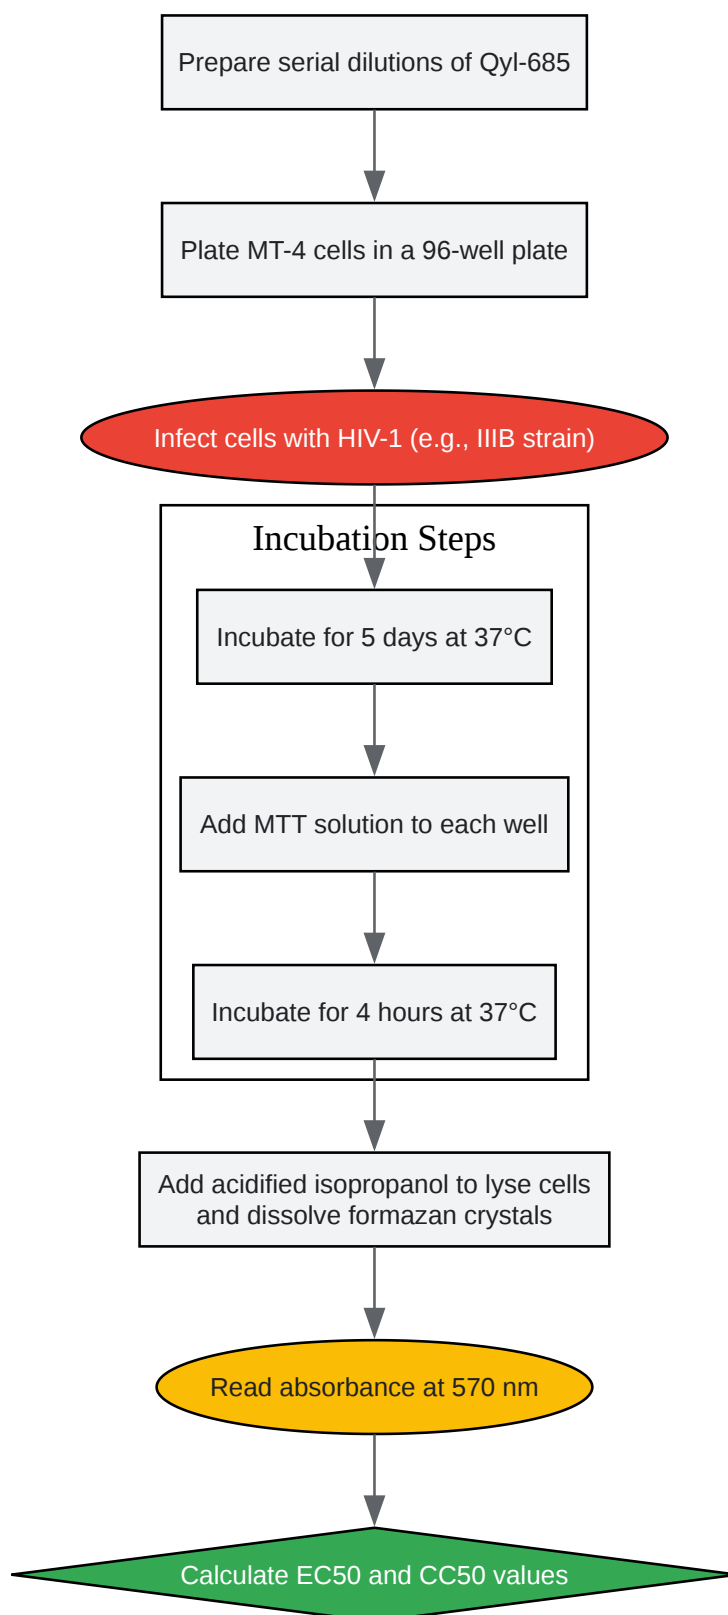 Prepare serial dilutions of Qyl-685
Plate MT-4 cells in a 96-well plate
Infect cells with HIV-1 (e.g., IIIB strain)
Incubation Steps
Incubate for 5 days at 37°C
Add MTT solution to each well
Incubate for 4 hours at 37°C
Add acidified isopropanol to lyse cells
and dissolve formazan crystals
Read absorbance at 570 nm
Calculate EC50 and CC50 values